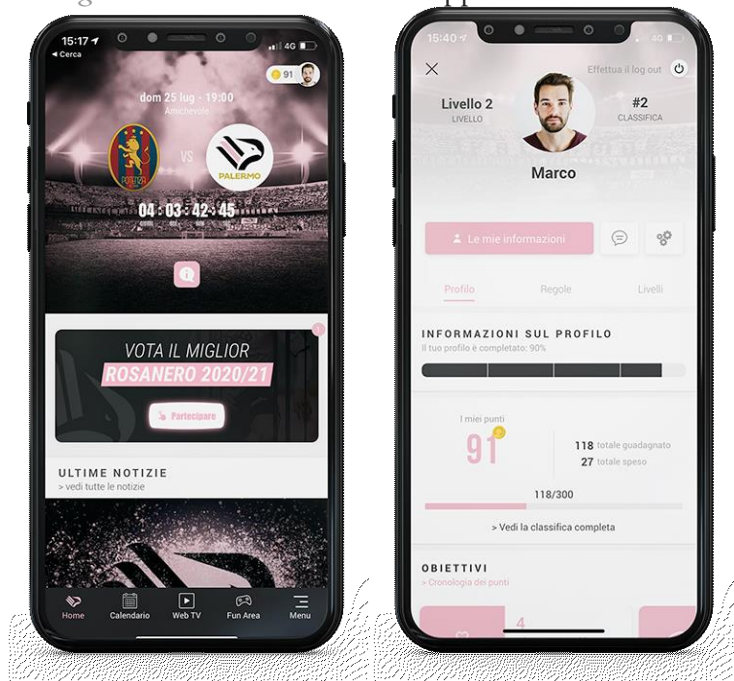 15:17
4G
Cerca
91
dom 25 lug - 19:00
Amichevole
POTENZA
VS
PALERMO
04 : 03 : 42 : 45
VOTA IL MIGLIOR
ROSANERO 2020/21
Partecipare
ULTIME NOTIZIE
> vedi tutte le notizie
Home
Calendario
Web TV
Fun Area
Menu
15:40
4G
Effettua il log out
Livello 2
LIVELLO
#2
CLASSIFICA
Marco
Le mie informazioni
Profilo
Regole
Livelli
INFORMAZIONI SUL PROFILO
Il tuo profilo è completato: 90%
I miei punti
91
118 totale guadagnato
27 totale speso
118/300
> Vedi la classifica completa
OBIETTIVI
> Cronologia dei punti
4